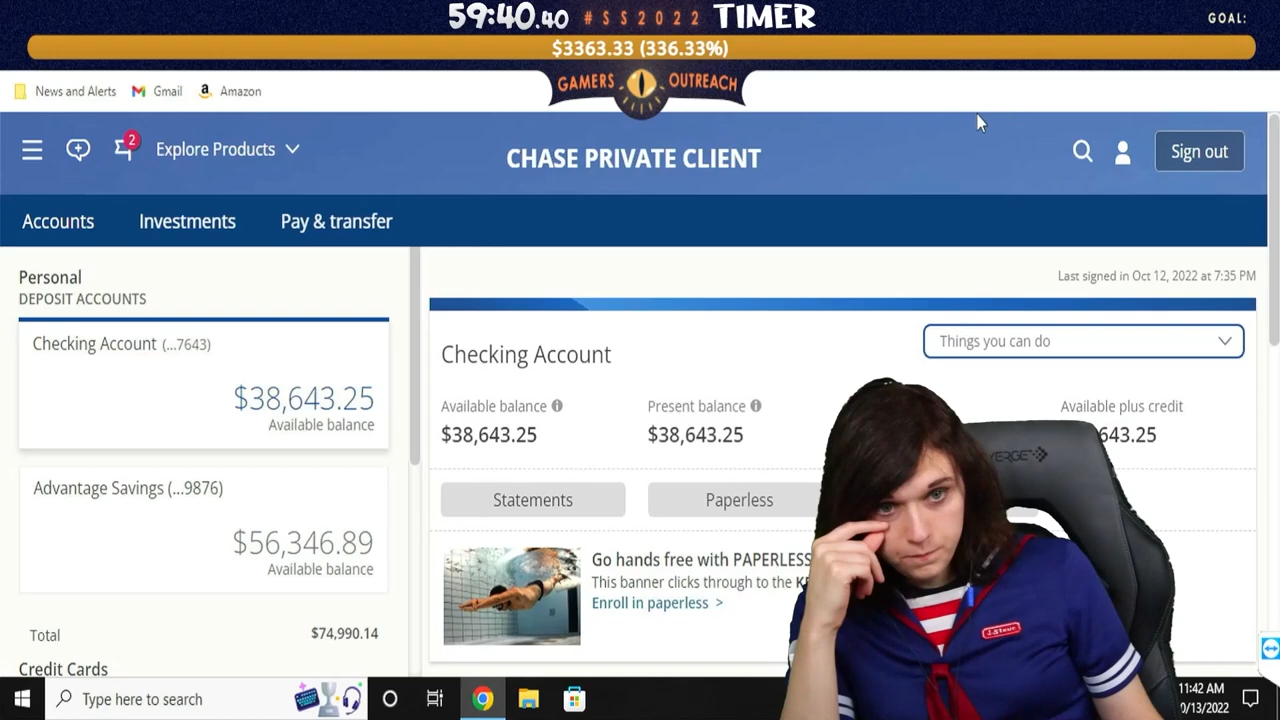 59:40.40 #SS2022 TIMER GOAL:
$3363.33 (336.33%)
GAMERS OUTREACH
News and Alerts Gmail Amazon
2 Explore Products CHASE PRIVATE CLIENT Sign out
Accounts Investments Pay & transfer
Personal
DEPOSIT ACCOUNTS
Checking Account (...7643)
$38,643.25
Available balance
Advantage Savings (...9876)
$56,346.89
Available balance
Total $74,990.14
Credit Cards
Last signed in Oct 12, 2022 at 7:35 PM
Checking Account
Things you can do
Available balance Present balance Available plus credit
$38,643.25 $38,643.25 643.25
Statements Paperless
Go hands free with PAPERLESS
This banner clicks through to the
Enroll in paperless >
Type here to search
11:42 AM
0/13/2022